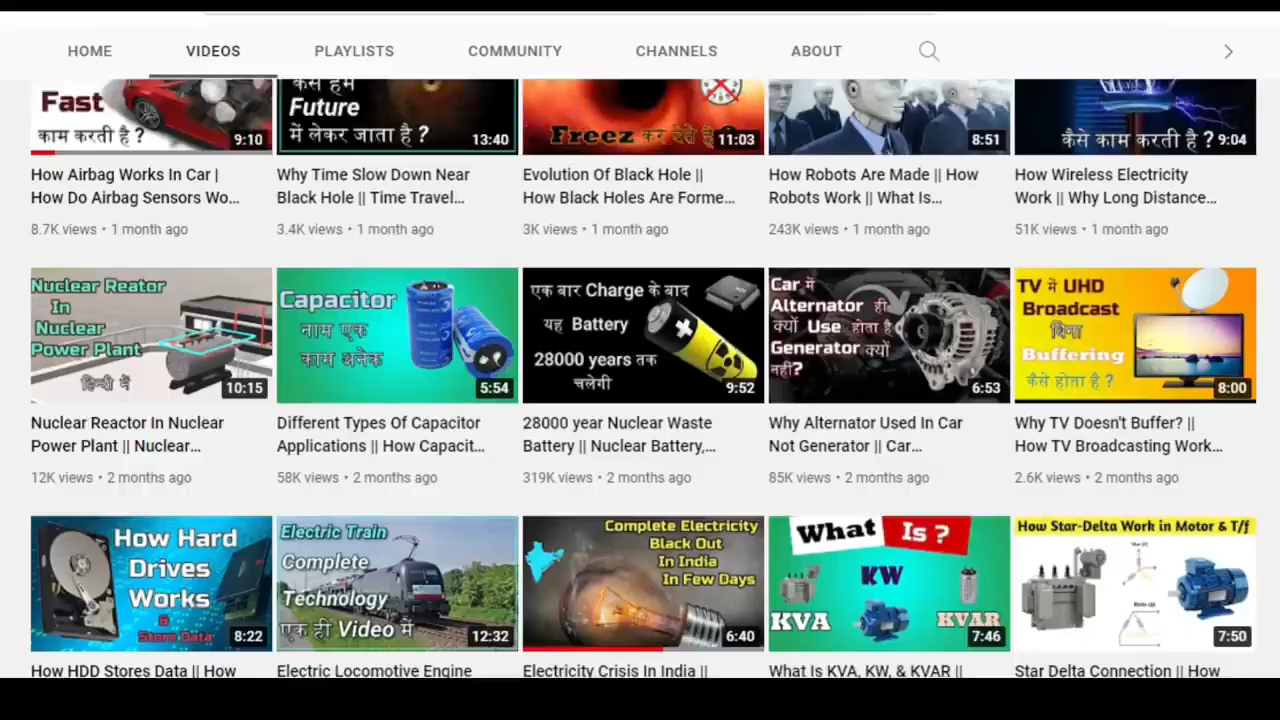 HOME
VIDEOS
PLAYLISTS
COMMUNITY
CHANNELS
ABOUT
Fast
काम करती है ?
9:10
कैसे हमे
Future
में लेकर जाता है ?
13:40
Freez कर देते है ?
11:03
8:51
कैसे काम करती है ?
9:04
How Airbag Works In Car |
How Do Airbag Sensors Wo...
8.7K views • 1 month ago
Why Time Slow Down Near
Black Hole || Time Travel...
3.4K views • 1 month ago
Evolution Of Black Hole ||
How Black Holes Are Forme...
3K views • 1 month ago
How Robots Are Made || How
Robots Work || What Is...
243K views • 1 month ago
How Wireless Electricity
Work || Why Long Distance...
51K views • 1 month ago
Nuclear Reator
In
Nuclear
Power Plant
हिन्दी में
10:15
Capacitor
नाम एक
काम अनेक
5:54
एक बार Charge के बाद
यह Battery
28000 years तक
चलेगी
9:52
Car में
Alternator ही
क्यों Use होता है
Generator क्यों
नही?
6:53
TV में UHD
Broadcast
बिना
Buffering
कैसे होता है ?
8:00
Nuclear Reactor In Nuclear
Power Plant || Nuclear...
12K views • 2 months ago
Different Types Of Capacitor
Applications || How Capacit...
58K views • 2 months ago
28000 year Nuclear Waste
Battery || Nuclear Battery,...
319K views • 2 months ago
Why Alternator Used In Car
Not Generator || Car...
85K views • 2 months ago
Why TV Doesn't Buffer? ||
How TV Broadcasting Work...
2.6K views • 2 months ago
How Hard
Drives
Works
&
Store Data
8:22
Electric Train
Complete
Technology
एक ही Video में
12:32
Complete Electricity
Black Out
In India
In Few Days
6:40
What Is ?
KW
KVA
KVAR
7:46
How Star-Delta Work in Motor & T/f
7:50
How HDD Stores Data || How
Electric Locomotive Engine
Electricity Crisis In India ||
What Is KVA, KW, & KVAR ||
Star Delta Connection || How